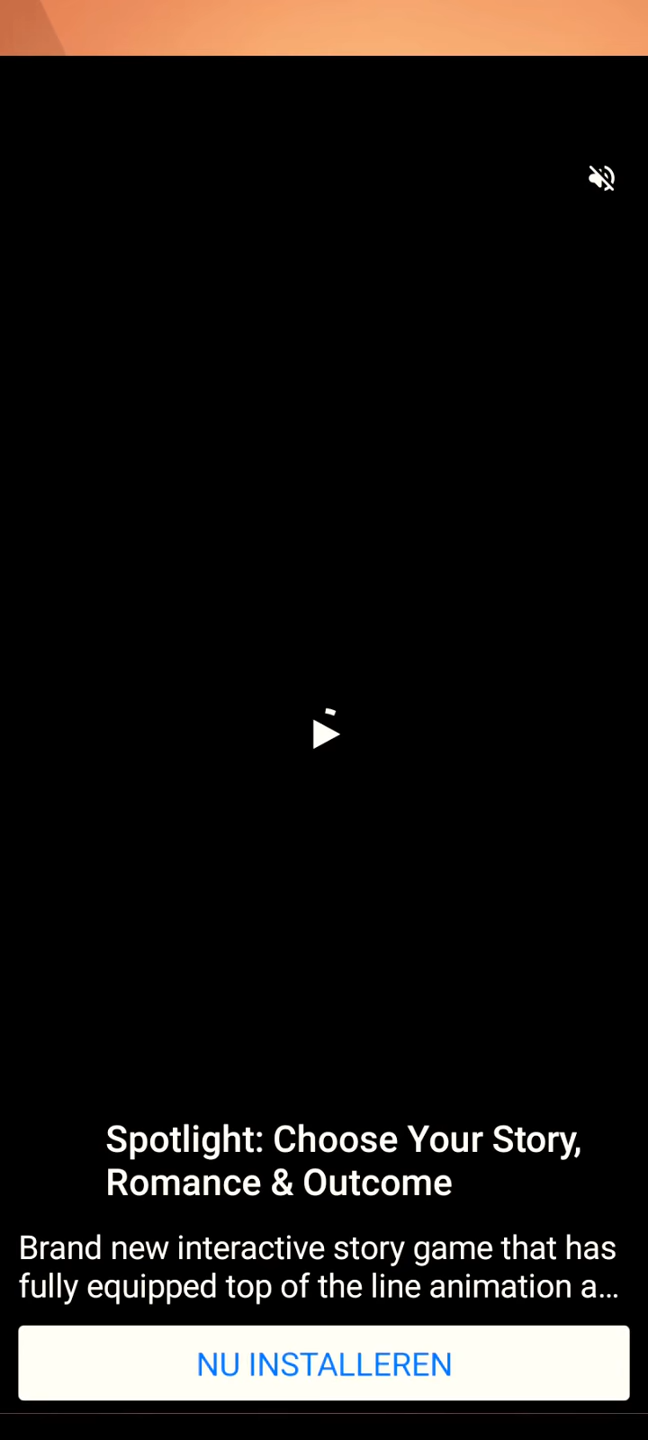 Spotlight: Choose Your Story,
Romance & Outcome
Brand new interactive story game that has
fully equipped top of the line animation a...
NU INSTALLEREN